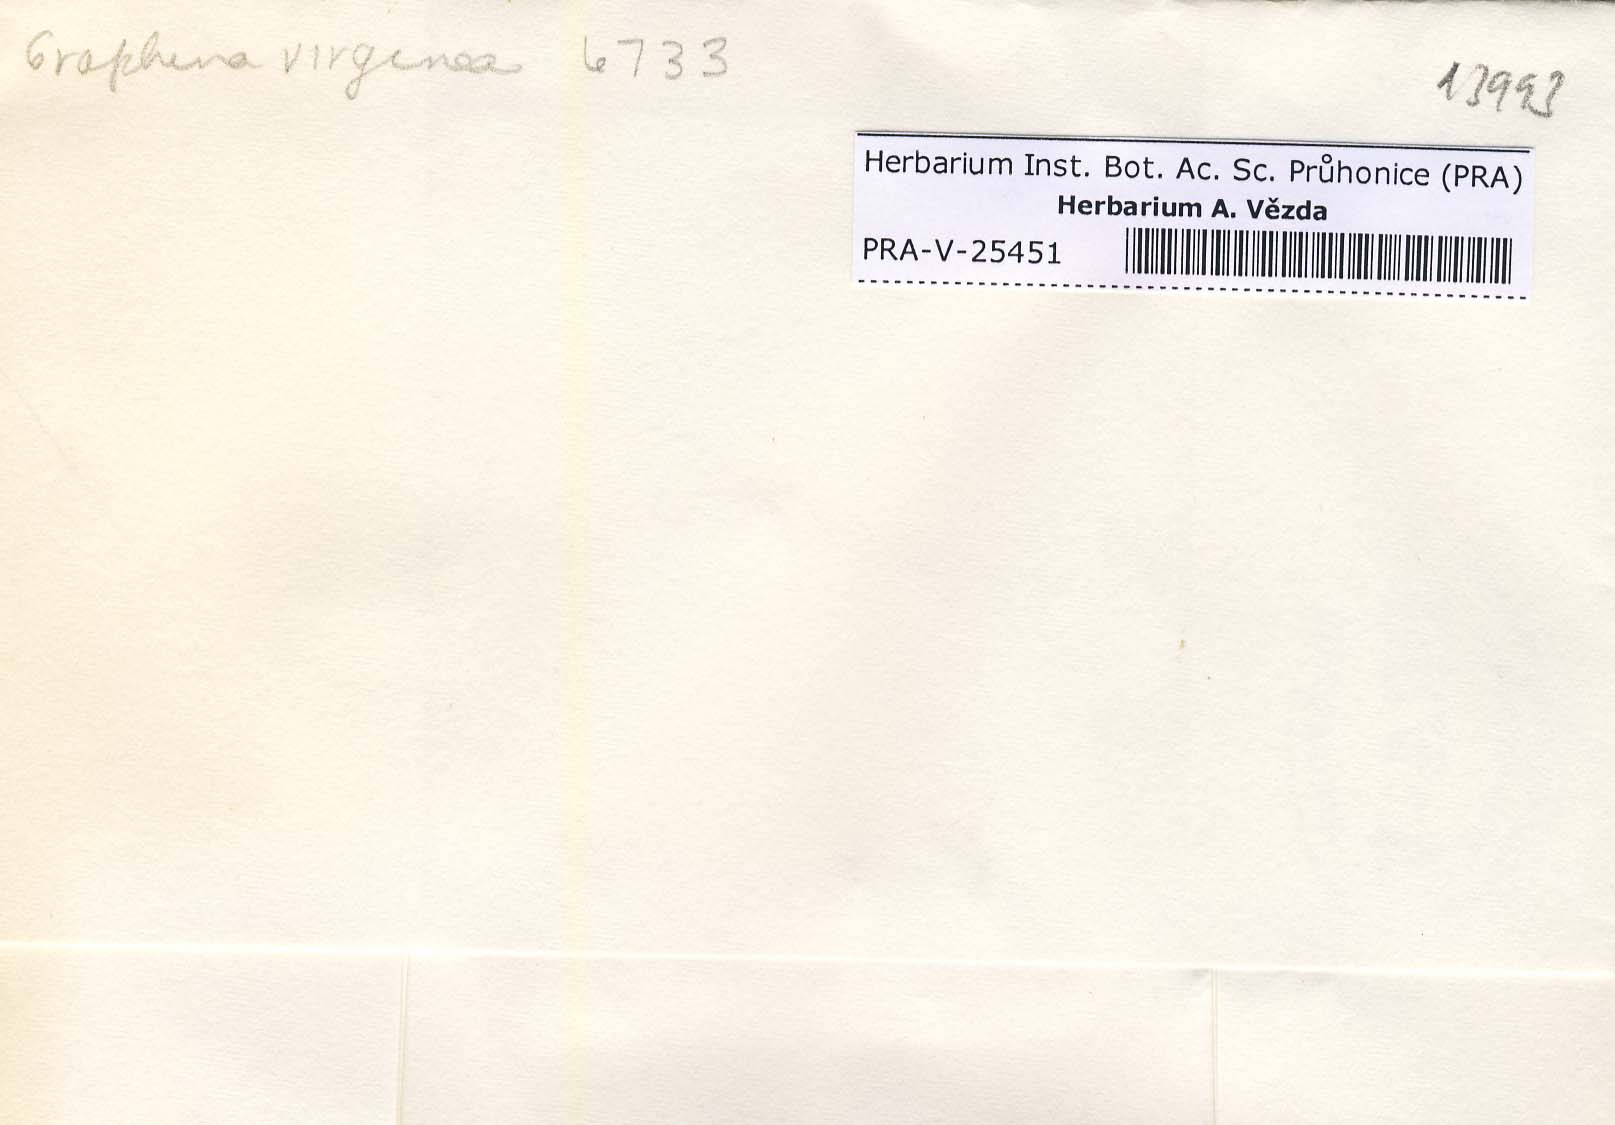 Graphina virginea 6733
13993
Herbarium Inst. Bot. Ac. Sc. Průhonice (PRA)
Herbarium A. Vězda
PRA-V-25451